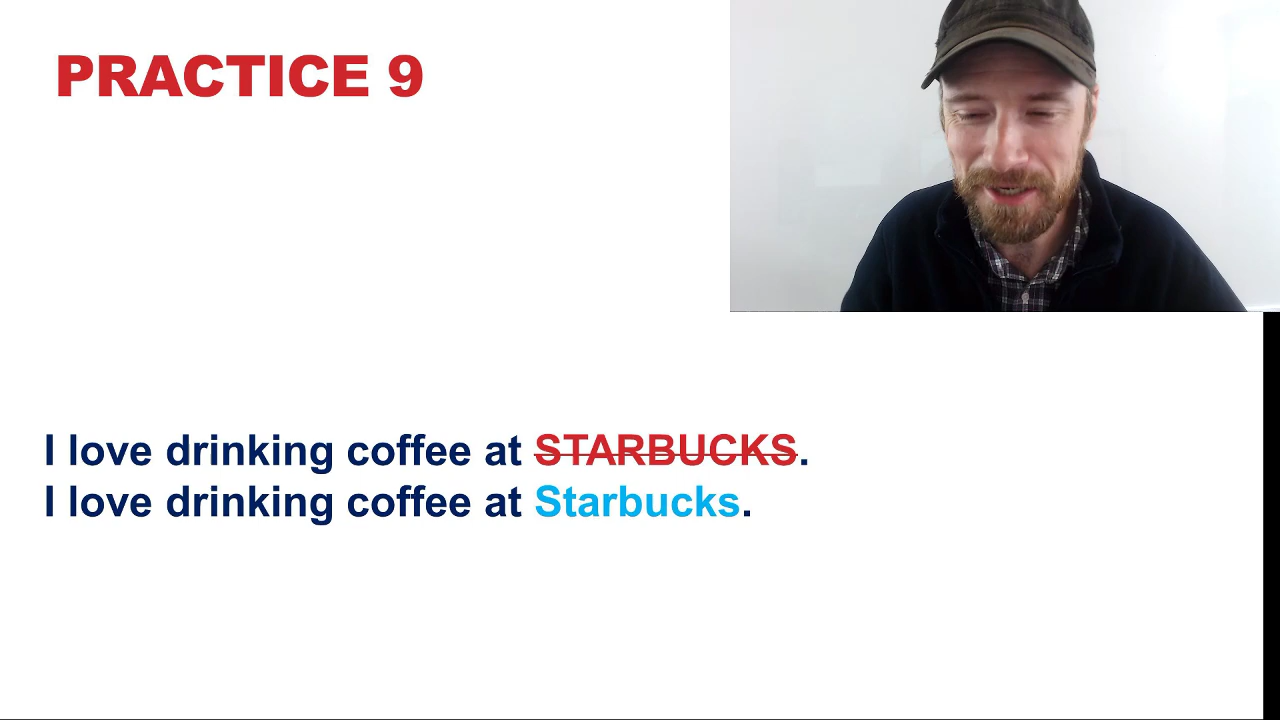 PRACTICE 9
I love drinking coffee at STARBUCKS.
I love drinking coffee at Starbucks.